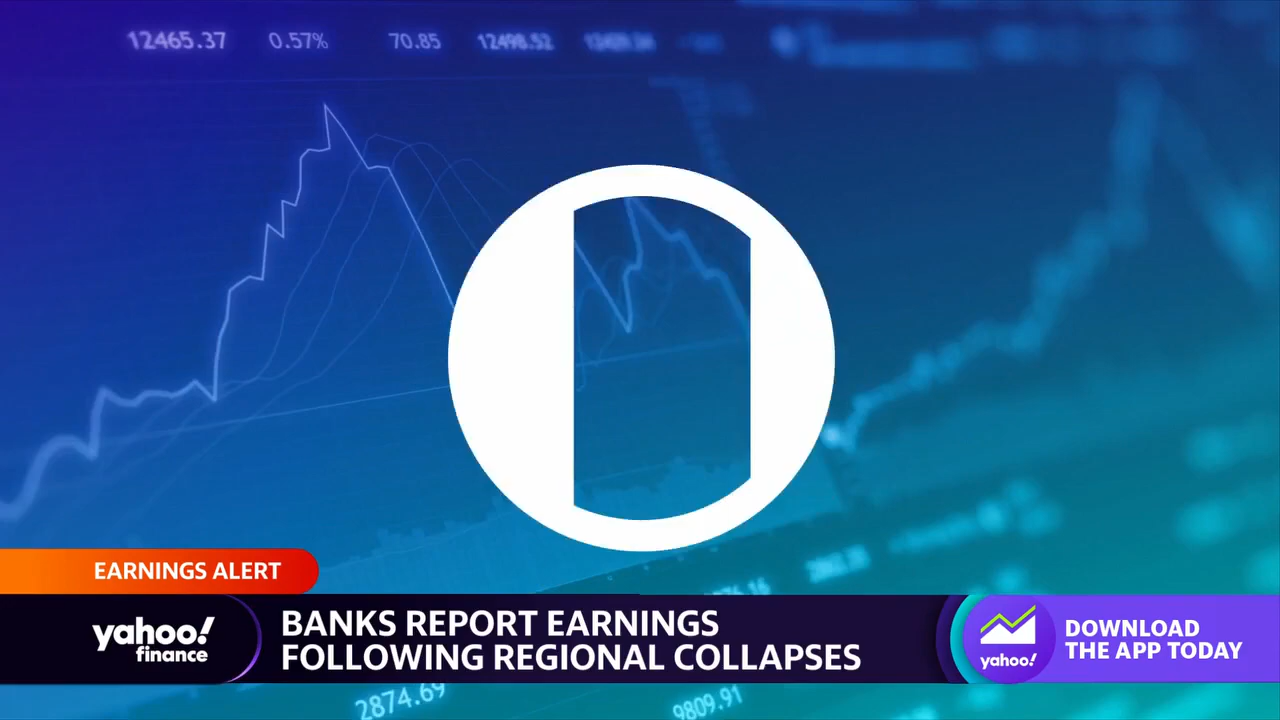 12465.37 0.57% 70.85 12498.52
EARNINGS ALERT
yahoo!
finance
BANKS REPORT EARNINGS
FOLLOWING REGIONAL COLLAPSES
yahoo!
DOWNLOAD
THE APP TODAY
2874.69
9809.91